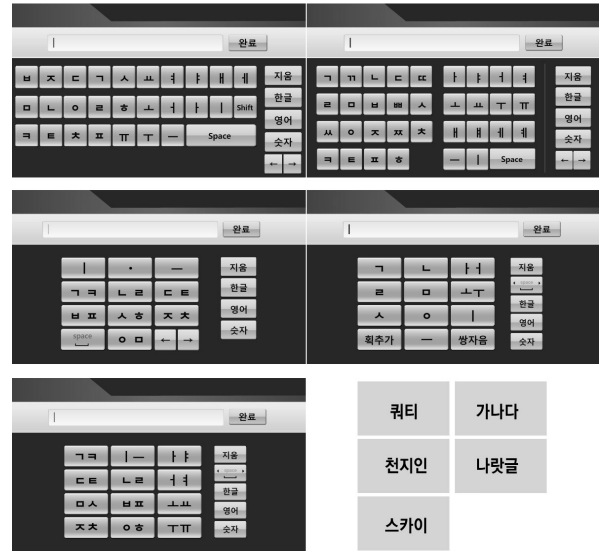 완료
ㅂ ㅈ ㄷ ㄱ ㅅ ㅛ ㅕ ㅑ ㅐ ㅔ 지움
ㅁ ㄴ ㅇ ㄹ ㅎ ㅗ ㅓ ㅏ ㅣ Shift 한글
ㅋ ㅌ ㅊ ㅍ ㅠ ㅜ ㅡ Space 영어
숫자
← →
완료
ㄱ ㄲ ㄴ ㄷ ㄸ ㅏ ㅑ ㅓ ㅕ 지움
ㄹ ㅁ ㅂ ㅃ ㅅ ㅗ ㅛ ㅜ ㅠ 한글
ㅆ ㅇ ㅈ ㅉ ㅊ ㅐ ㅒ ㅔ ㅖ 영어
숫자
ㅋ ㅌ ㅍ ㅎ ㅡ ㅣ Space ← →
완료
ㅣ · ㅡ 지움
ㄱㅋ ㄴㄹ ㄷㅌ 한글
ㅂㅍ ㅅㅎ ㅈㅊ 영어
space ㅇㅁ ← → 숫자
완료
ㄱ ㄴ ㅏㅓ 지움
ㄹ ㅁ ㅗㅜ space
ㅅ ㅇ ㅣ 한글
영어
획추가 ㅡ 쌍자음 숫자
완료
ㄱㅋ ㅣㅡ ㅏㅑ 지움
ㄷㅌ ㄴㄹ ㅓㅕ space
한글
ㅁㅅ ㅂㅍ ㅗㅛ 영어
ㅈㅊ ㅇㅎ ㅜㅠ 숫자
쿼티 가나다
천지인 나랏글
스카이